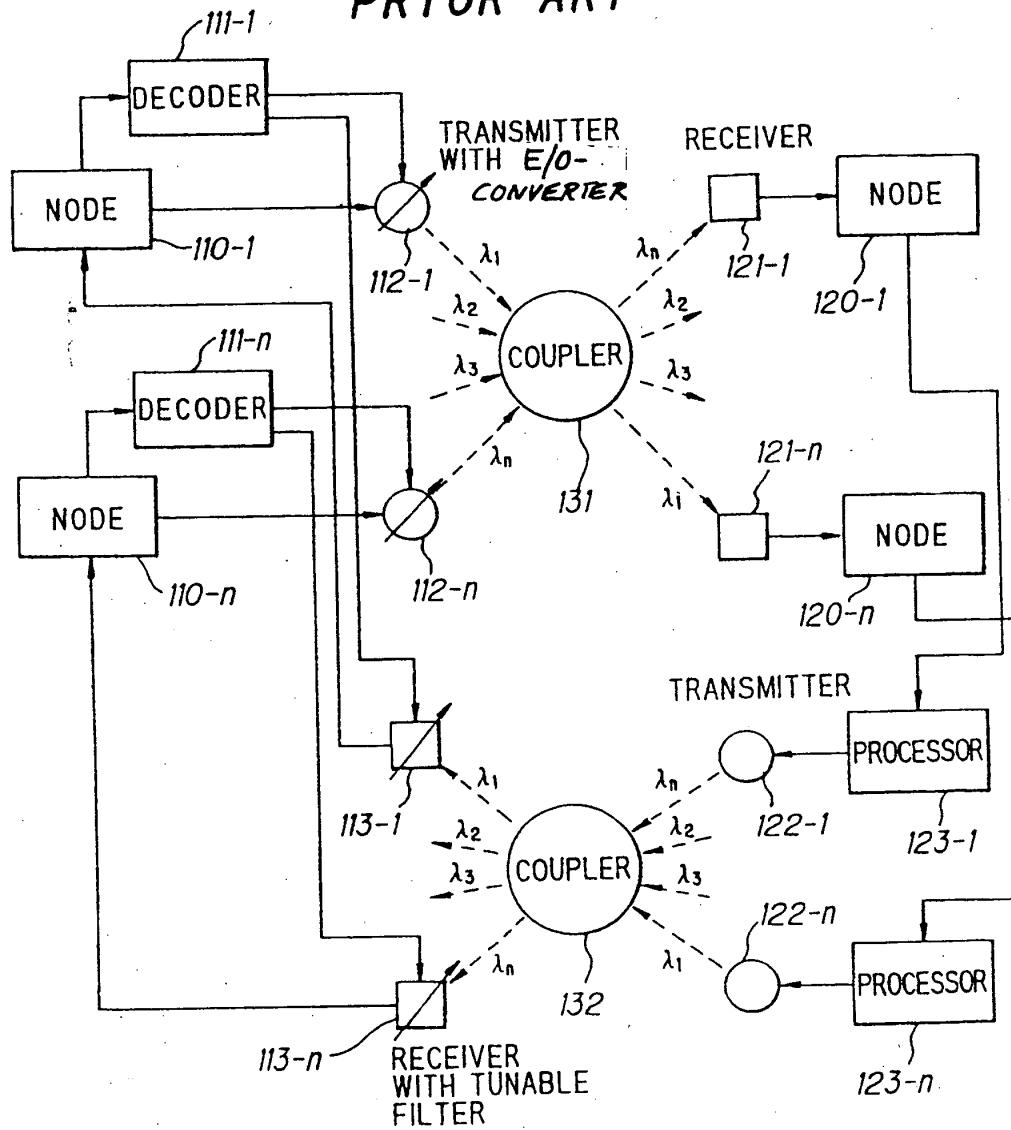 PRIOR ART
111-1
DECODER
TRANSMITTER
WITH E/O-
CONVERTER
RECEIVER
NODE
110-1
112-1
λ1
λ2
λ3
λn
COUPLER
131
λn
λ2
λ3
λi
121-1
NODE
120-1
111-n
DECODER
NODE
110-n
112-n
121-n
NODE
120-n
TRANSMITTER
PROCESSOR
123-1
122-1
113-1
λ1
λ2
λ3
λn
COUPLER
132
λn
λ2
λ3
λ1
122-n
PROCESSOR
123-n
113-n
RECEIVER
WITH TUNABLE
FILTER